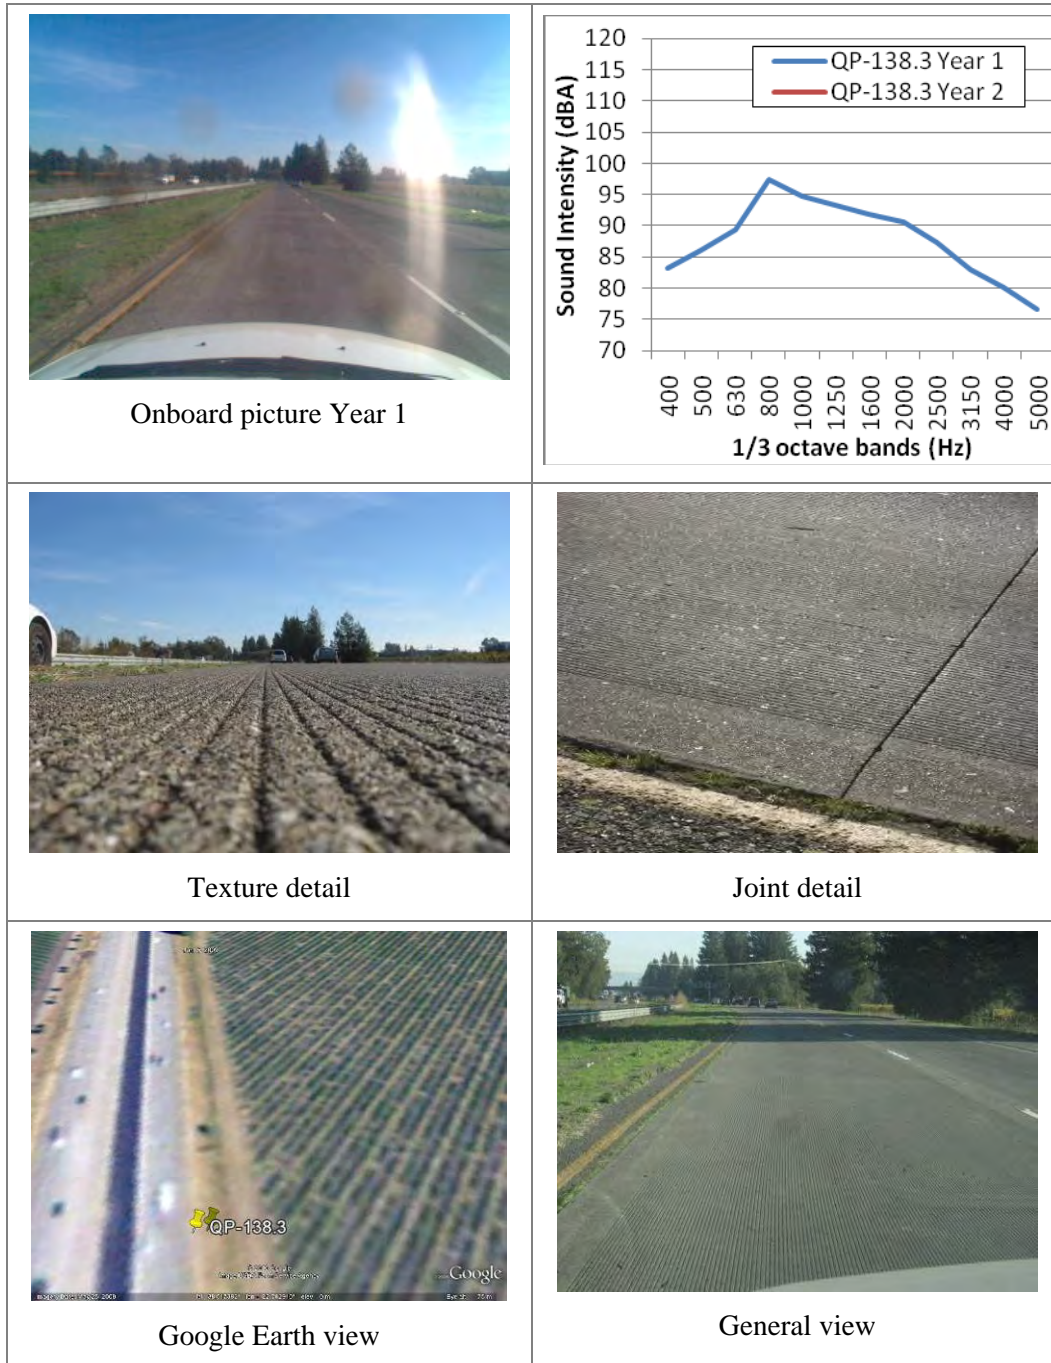 120
115
110
105
100
95
90
85
80
75
70
Sound Intensity (dBA)
QP-138.3 Year 1
QP-138.3 Year 2
400
500
630
800
1000
1250
1600
2000
2500
3150
4000
5000
1/3 octave bands (Hz)
Onboard picture Year 1
Texture detail
Joint detail
QP-138.3
Google
Google Earth view
General view